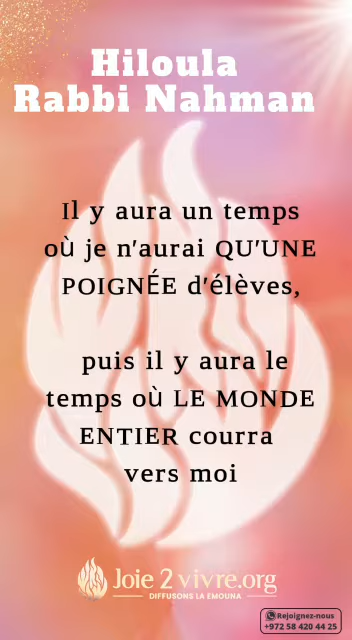 Hiloula
Rabbi Nahman
Il y aura un temps
où je n'aurai QU'UNE
POIGNÉE d'élèves,
puis il y aura le
temps où LE MONDE
ENTIER courra
vers moi
Joie 2 vivre.org
DIFFUSONS LA EMOUNA
Rejoignez-nous
+972 58 420 44 25